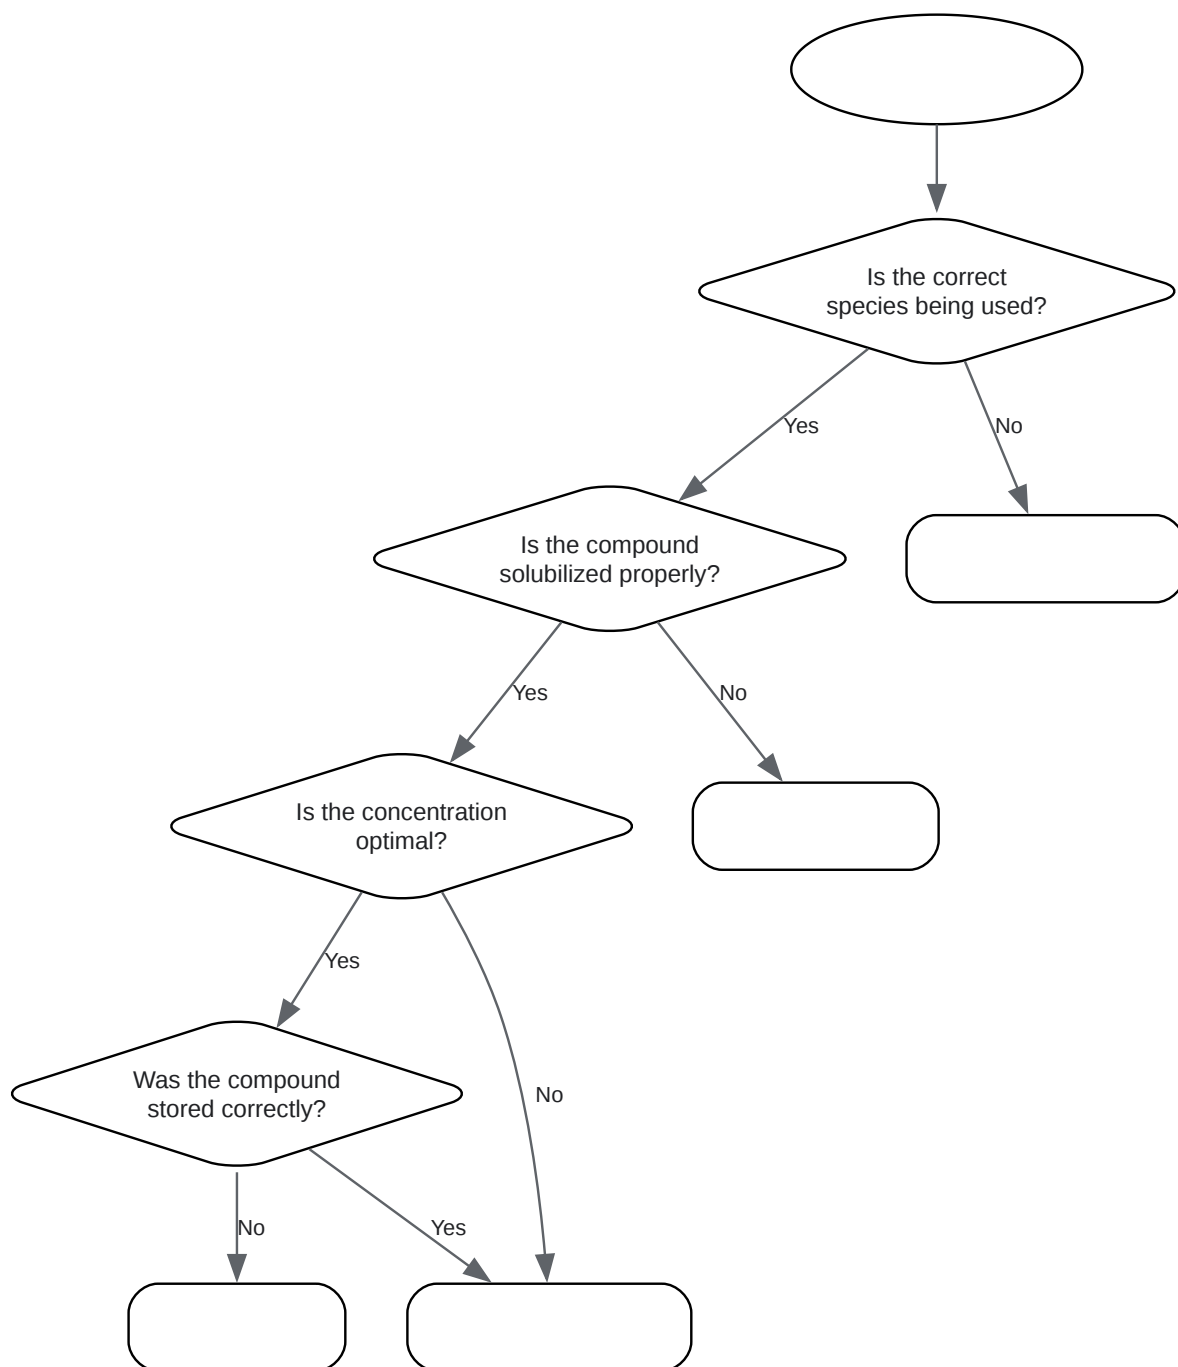 Is the correct
species being used?
Yes
No
Is the compound
solubilized properly?
Yes
No
Is the concentration
optimal?
Yes
Was the compound
stored correctly?
No
No
Yes